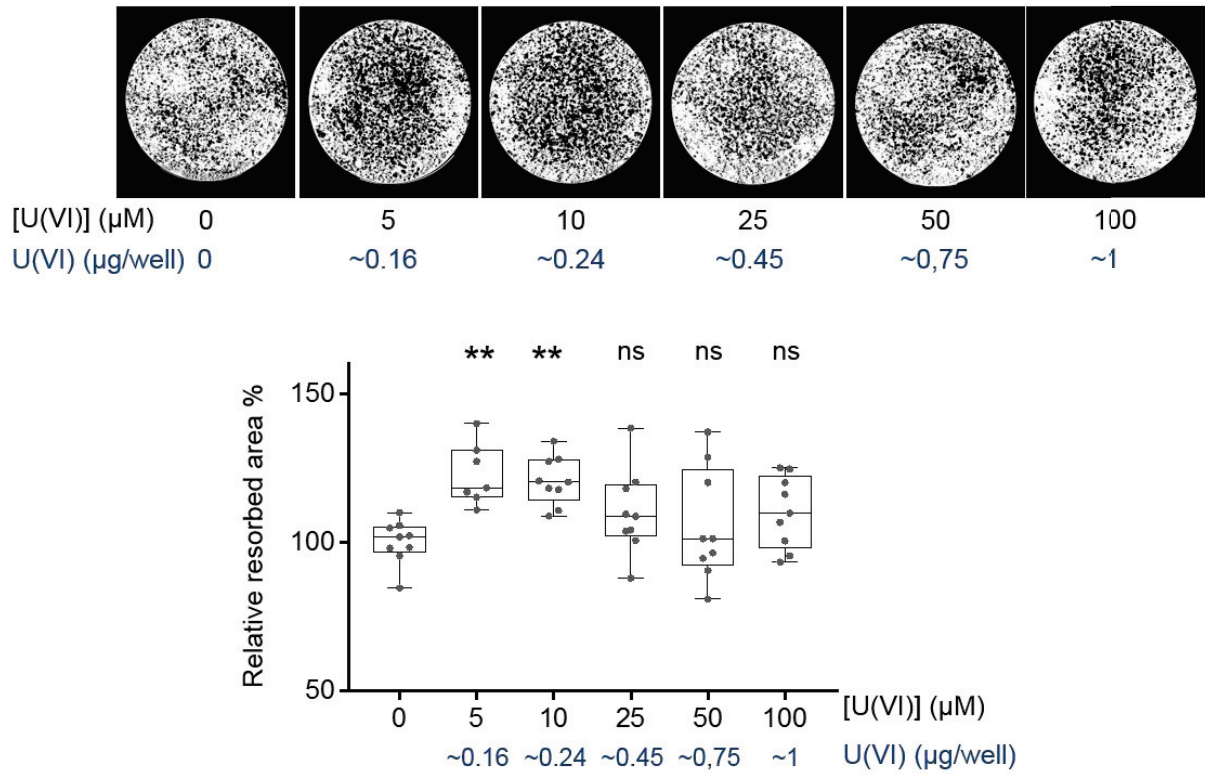 [U(VI)] (µM) 0 5 10 25 50 100
U(VI) (µg/well) 0 ~0.16 ~0.24 ~0.45 ~0,75 ~1
** ** ns ns ns
Relative resorbed area %
150
100
50
0 5 10 25 50 100 [U(VI)] (µM)
~0.16 ~0.24 ~0.45 ~0,75 ~1 U(VI) (µg/well)